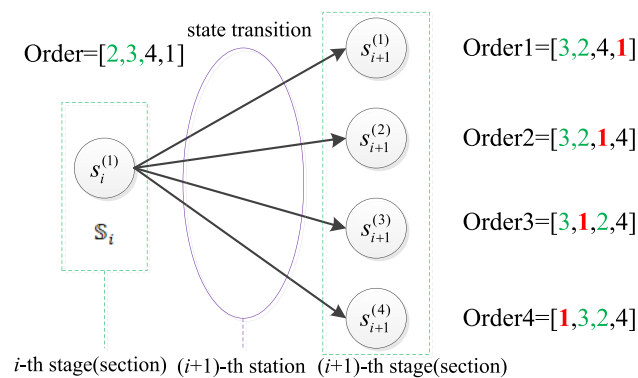 state transition
Order=[2,3,4,1]
s_i^(1)
𝕊_i
s_{i+1}^(1)
Order1=[3,2,4,1]
s_{i+1}^(2)
Order2=[3,2,1,4]
s_{i+1}^(3)
Order3=[3,1,2,4]
s_{i+1}^(4)
Order4=[1,3,2,4]
i-th stage(section)
(i+1)-th station
(i+1)-th stage(section)